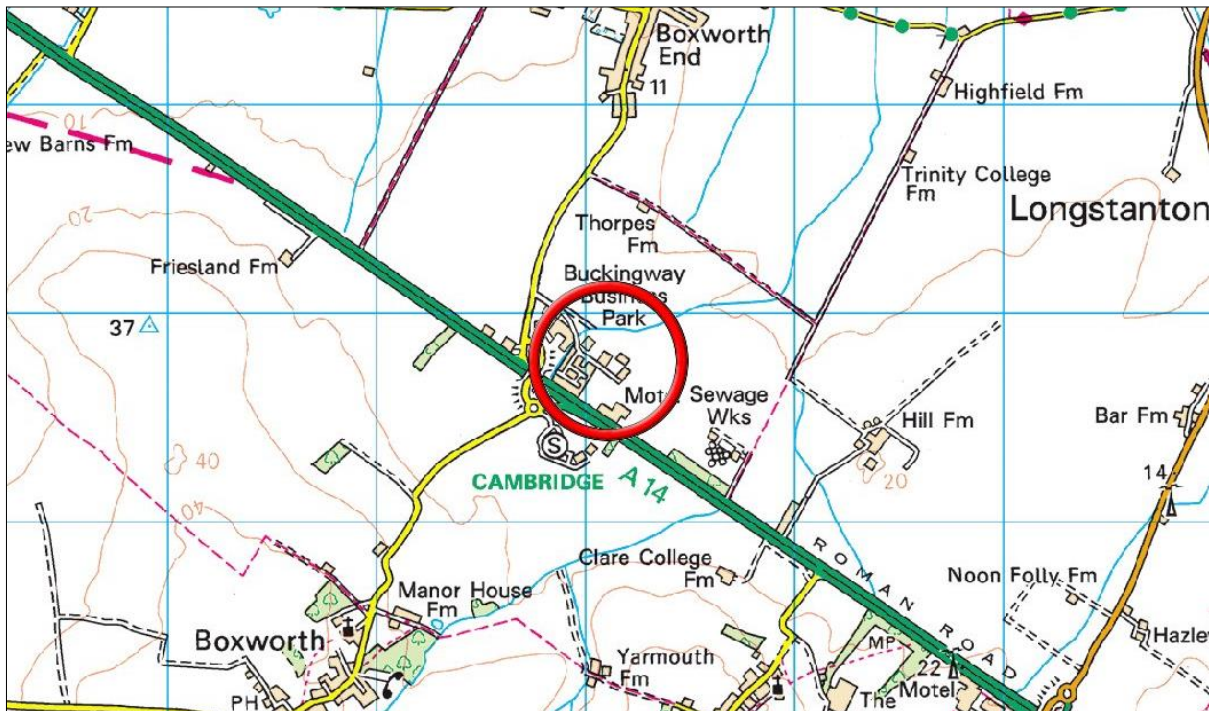 Boxworth
End
11
7
Highfield Fm
10
ew Barns Fm
Trinity College
Fm
Longstanton
20
Thorpes
Fm
Friesland Fm
Buckingway
Business
Park
37
Sewage
Wks
Hill Fm
Bar Fm
40
S
CAMBRIDGE
A 14
20
14
40
ROMAN ROAD
Clare College
Fm
Noon Folly Fm
Manor House
Fm
Boxworth
Hazle
MP
Yarmouth
Fm
22
PH
The
Motel